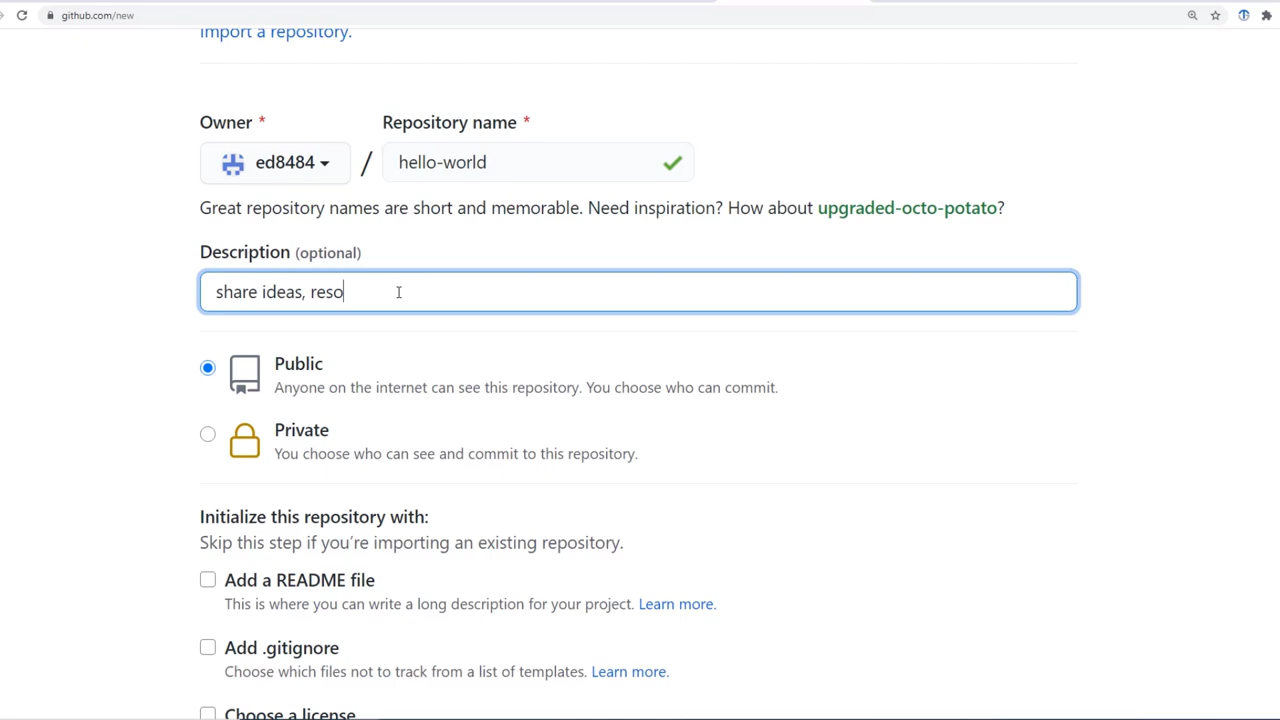 github.com/new
Import a repository.
Owner * Repository name *
ed8484 / hello-world
Great repository names are short and memorable. Need inspiration? How about upgraded-octo-potato?
Description (optional)
share ideas, reso
Public
Anyone on the internet can see this repository. You choose who can commit.
Private
You choose who can see and commit to this repository.
Initialize this repository with:
Skip this step if you’re importing an existing repository.
Add a README file
This is where you can write a long description for your project. Learn more.
Add .gitignore
Choose which files not to track from a list of templates. Learn more.
Choose a license